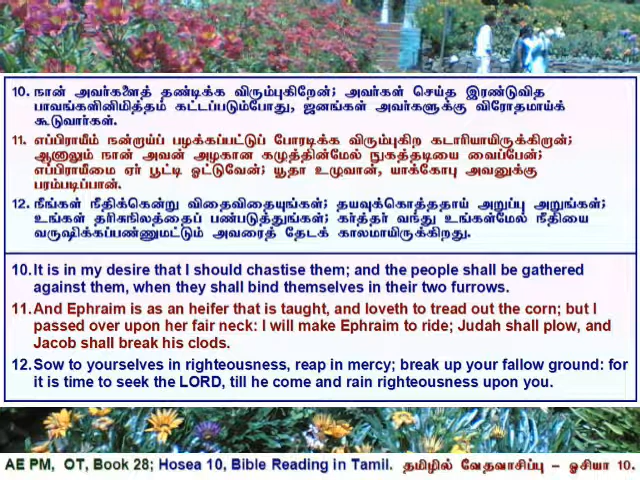 10. நான் அவர்களைத் தண்டிக்க விரும்புகிறேன்; அவர்கள் செய்த இரண்டுவித
பாவங்களினிமித்தம் கட்டப்படும்போது, ஜனங்கள் அவர்களுக்கு விரோதமாய்க்
கூடுவார்கள்.
11. எப்பிராயீம் நன்றாய்ப் பழக்கப்பட்டுப் போரடிக்க விரும்புகிற கடாரியாயிருக்கிறான்;
ஆனாலும் நான் அவன் அழகான கழுத்தின்மேல் நுகத்தடியை வைப்பேன்;
எப்பிராயீமை ஏர் பூட்டி ஓட்டுவேன்; யூதா உழுவான், யாக்கோபு அவனுக்கு
பரம்படிப்பான்.
12. நீங்கள் நீதிக்கென்று விதைவிதையுங்கள்; தயவுக்கொத்ததாய் அறுப்பு அறுங்கள்;
உங்கள் தரிசுநிலத்தைப் பண்படுத்துங்கள்; கர்த்தர் வந்து உங்கள்மேல் நீதியை
வருஷிக்கப்பண்ணுமட்டும் அவரைத் தேடக் காலமாயிருக்கிறது.
10. It is in my desire that I should chastise them; and the people shall be gathered
against them, when they shall bind themselves in their two furrows.
11. And Ephraim is as an heifer that is taught, and loveth to tread out the corn; but I
passed over upon her fair neck: I will make Ephraim to ride; Judah shall plow, and
Jacob shall break his clods.
12. Sow to yourselves in righteousness, reap in mercy; break up your fallow ground: for
it is time to seek the LORD, till he come and rain righteousness upon you.
AE PM, OT, Book 28; Hosea 10, Bible Reading in Tamil. தமிழில் வேதவாசிப்பு – ஓசியா 10.